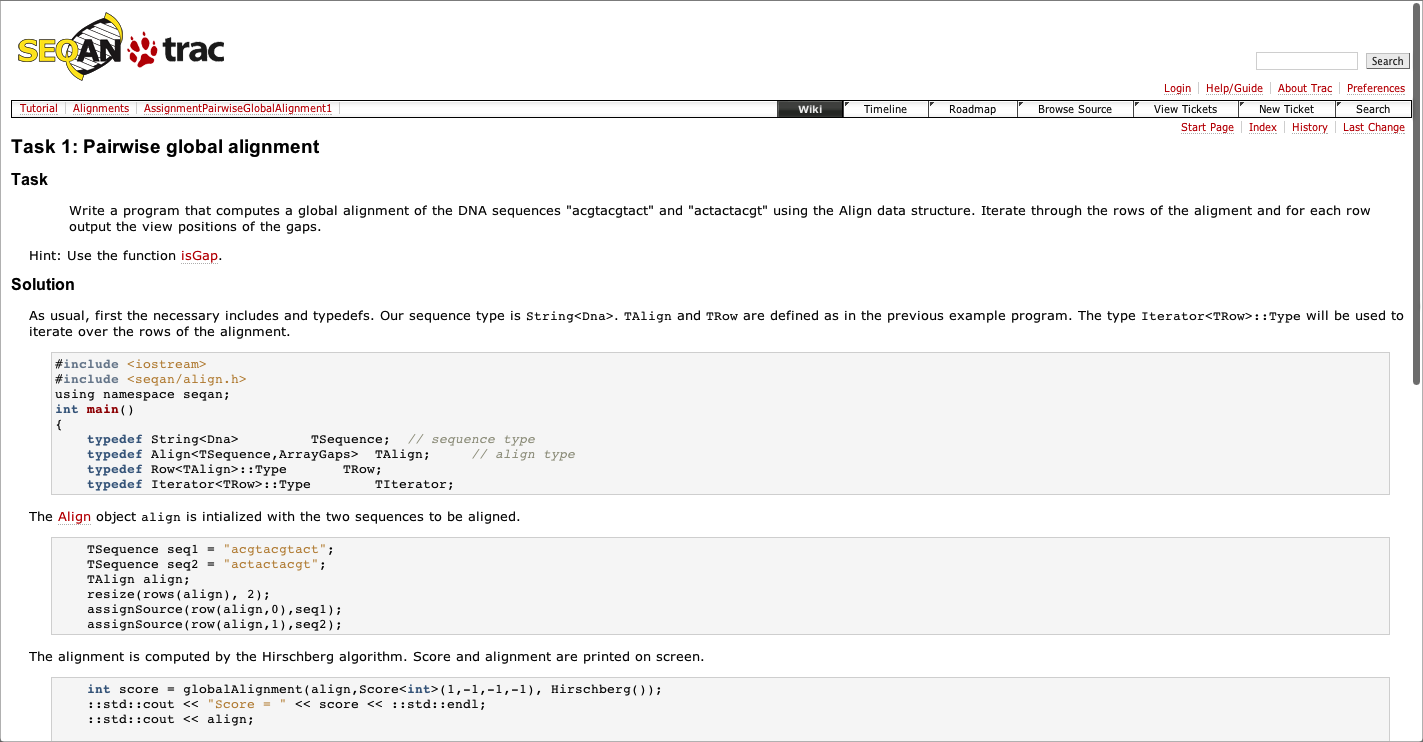 SEQAN trac
Search
Login Help/Guide About Trac Preferences
Tutorial Alignments AssignmentPairwiseGlobalAlignment1 Wiki Timeline Roadmap Browse Source View Tickets New Ticket Search
Start Page Index History Last Change
Task 1: Pairwise global alignment
Task
Write a program that computes a global alignment of the DNA sequences "acgtacgtact" and "actactacgt" using the Align data structure. Iterate through the rows of the aligment and for each row
output the view positions of the gaps.
Hint: Use the function isGap.
Solution
As usual, first the necessary includes and typedefs. Our sequence type is String<Dna>. TAlign and TRow are defined as in the previous example program. The type Iterator<TRow>::Type will be used to
iterate over the rows of the alignment.
#include <iostream>
#include <seqan/align.h>
using namespace seqan;
int main()
{
typedef String<Dna> TSequence; // sequence type
typedef Align<TSequence,ArrayGaps> TAlign; // align type
typedef Row<TAlign>::Type TRow;
typedef Iterator<TRow>::Type TIterator;
The Align object align is intialized with the two sequences to be aligned.
TSequence seq1 = "acgtacgtact";
TSequence seq2 = "actactacgt";
TAlign align;
resize(rows(align), 2);
assignSource(row(align,0),seq1);
assignSource(row(align,1),seq2);
The alignment is computed by the Hirschberg algorithm. Score and alignment are printed on screen.
int score = globalAlignment(align,Score<int>(1,-1,-1,-1), Hirschberg());
::std::cout << "Score = " << score << ::std::endl;
::std::cout << align;